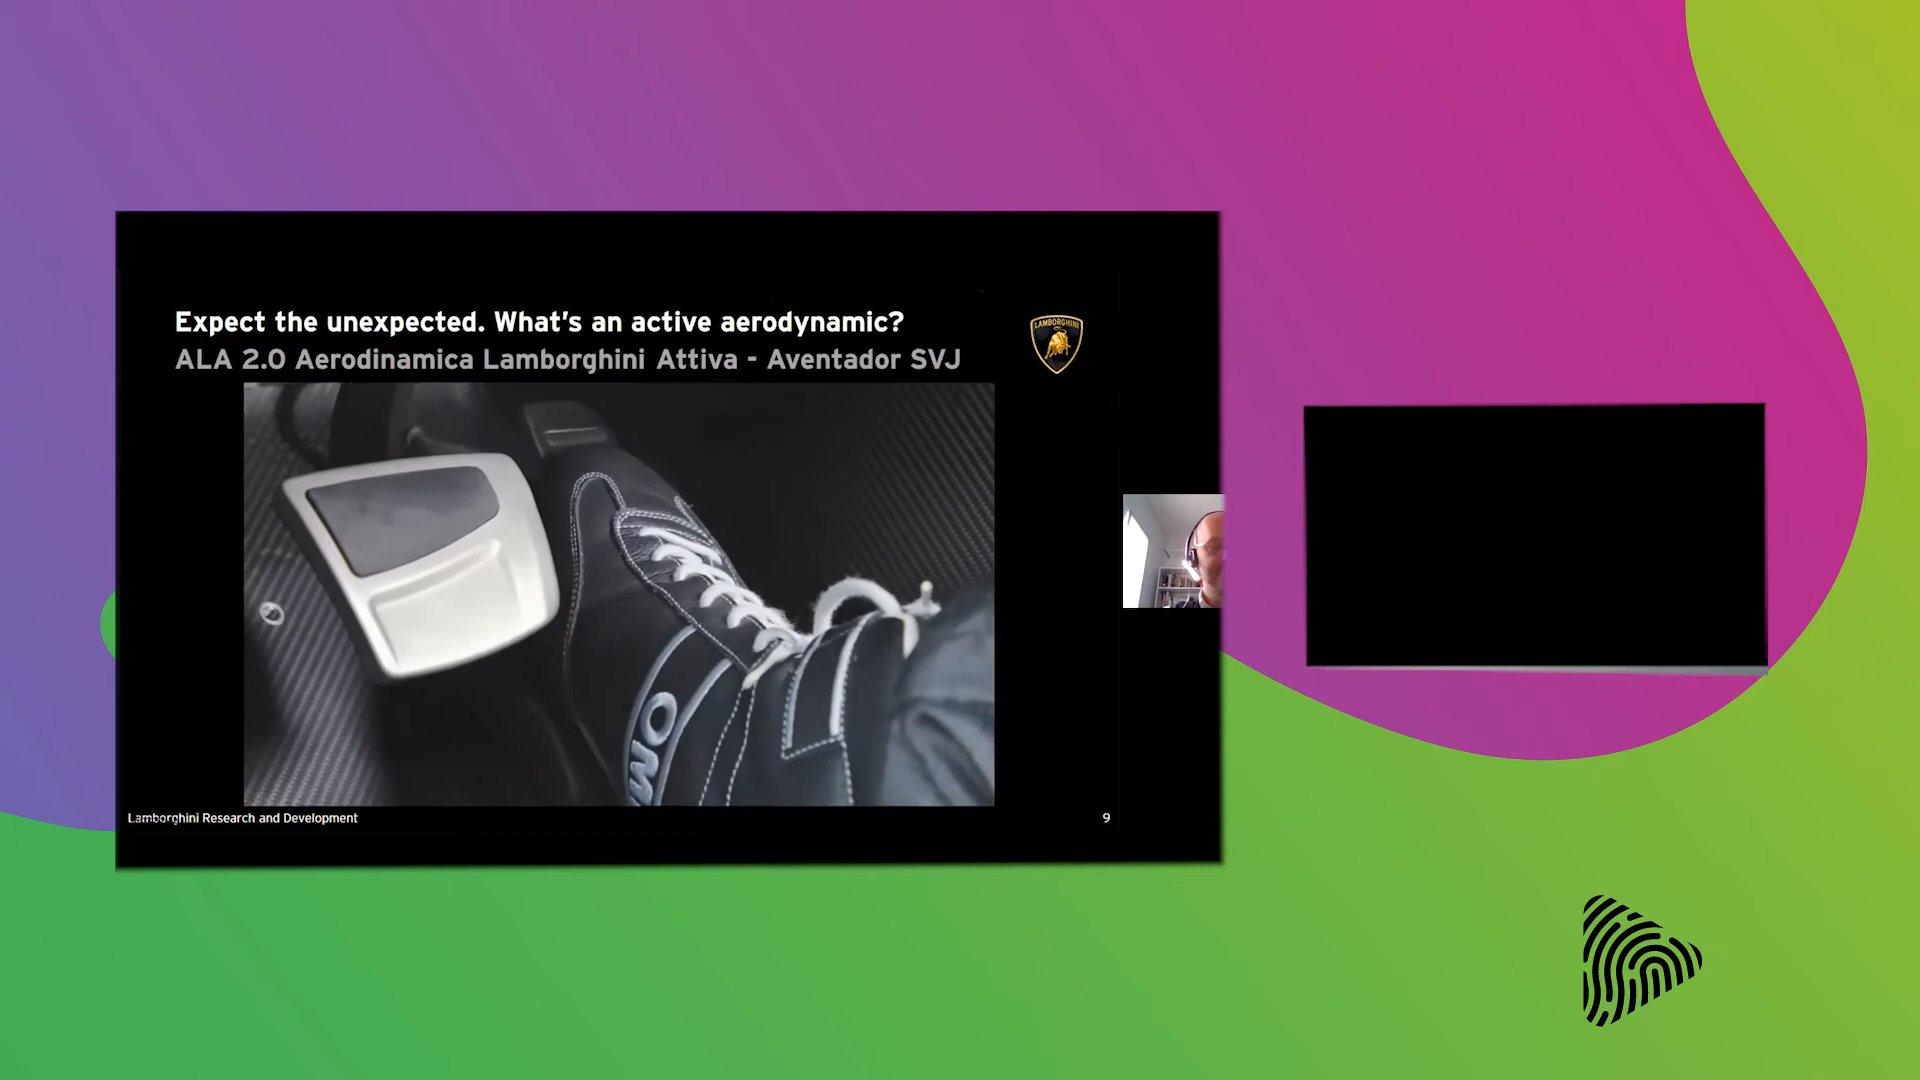 Expect the unexpected. What's an active aerodynamic?
ALA 2.0 Aerodinamica Lamborghini Attiva - Aventador SVJ
LAMBORGHINI
OM
Lamborghini Research and Development
9